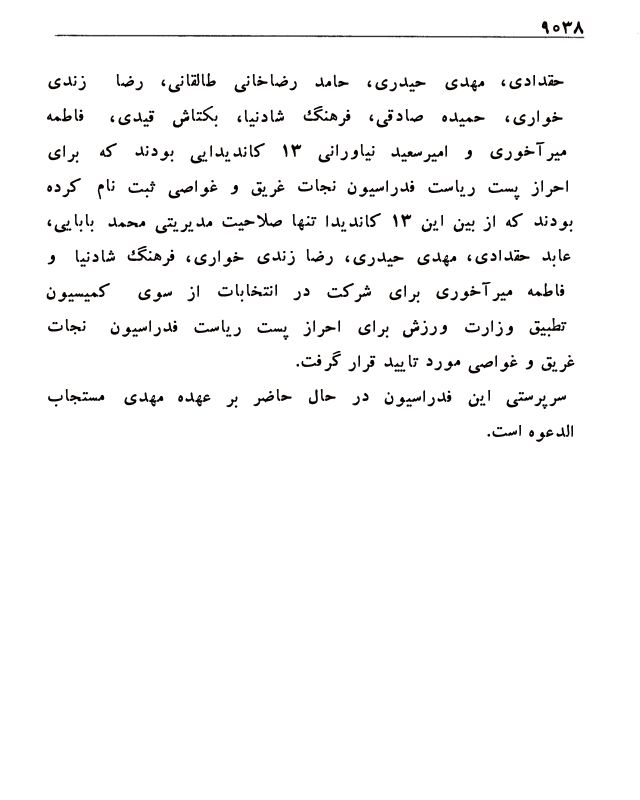 ۹۰۳۸
حقدادی، مهدی حیدری، حامد رضاخانی طالقانی، رضا زندی
خواری، حمیده صادقی، فرهنگ شادنیا، بکتاش قیدی، فاطمه
میرآخوری و امیرسعید نیاورانی ۱۳ کاندیدایی بودند که برای
احراز پست ریاست فدراسیون نجات غریق و غواصی ثبت نام کرده
بودند که از بین این ۱۳ کاندیدا تنها صلاحیت مدیریتی محمد بابایی،
عابد حقدادی، مهدی حیدری، رضا زندی خواری، فرهنگ شادنیا و
فاطمه میرآخوری برای شرکت در انتخابات از سوی کمیسیون
تطبیق وزارت ورزش برای احراز پست ریاست فدراسیون نجات
غریق و غواصی مورد تایید قرار گرفت.
سرپرستی این فدراسیون در حال حاضر بر عهده مهدی مستجاب
الدعوه است.